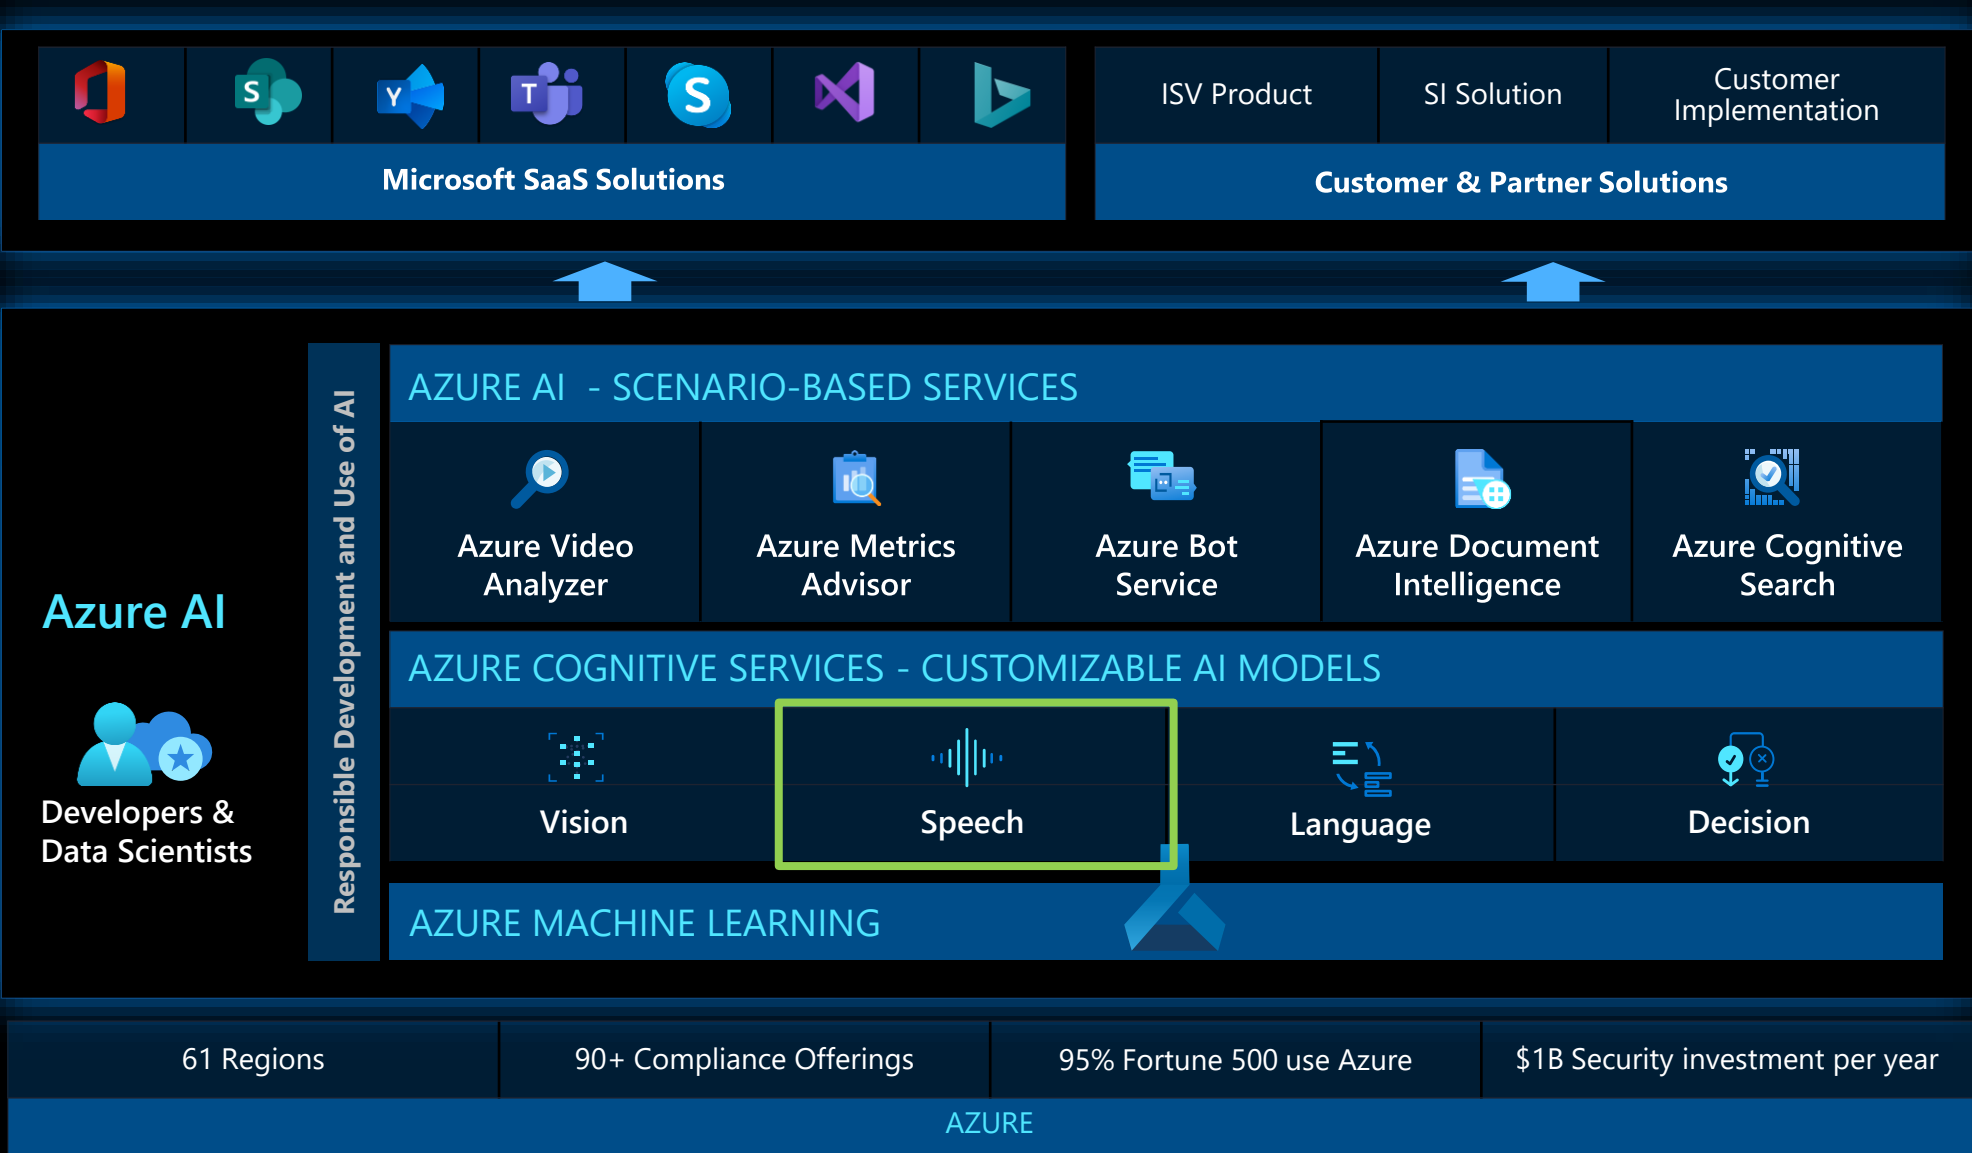 S
Y
T
S
ISV Product
SI Solution
Customer
Implementation
Microsoft SaaS Solutions
Customer & Partner Solutions
Azure AI
Developers &
Data Scientists
Responsible Development and Use of AI
AZURE AI - SCENARIO-BASED SERVICES
Azure Video
Analyzer
Azure Metrics
Advisor
Azure Bot
Service
Azure Document
Intelligence
Azure Cognitive
Search
AZURE COGNITIVE SERVICES - CUSTOMIZABLE AI MODELS
Vision
Speech
Language
Decision
AZURE MACHINE LEARNING
61 Regions
90+ Compliance Offerings
95% Fortune 500 use Azure
$1B Security investment per year
AZURE